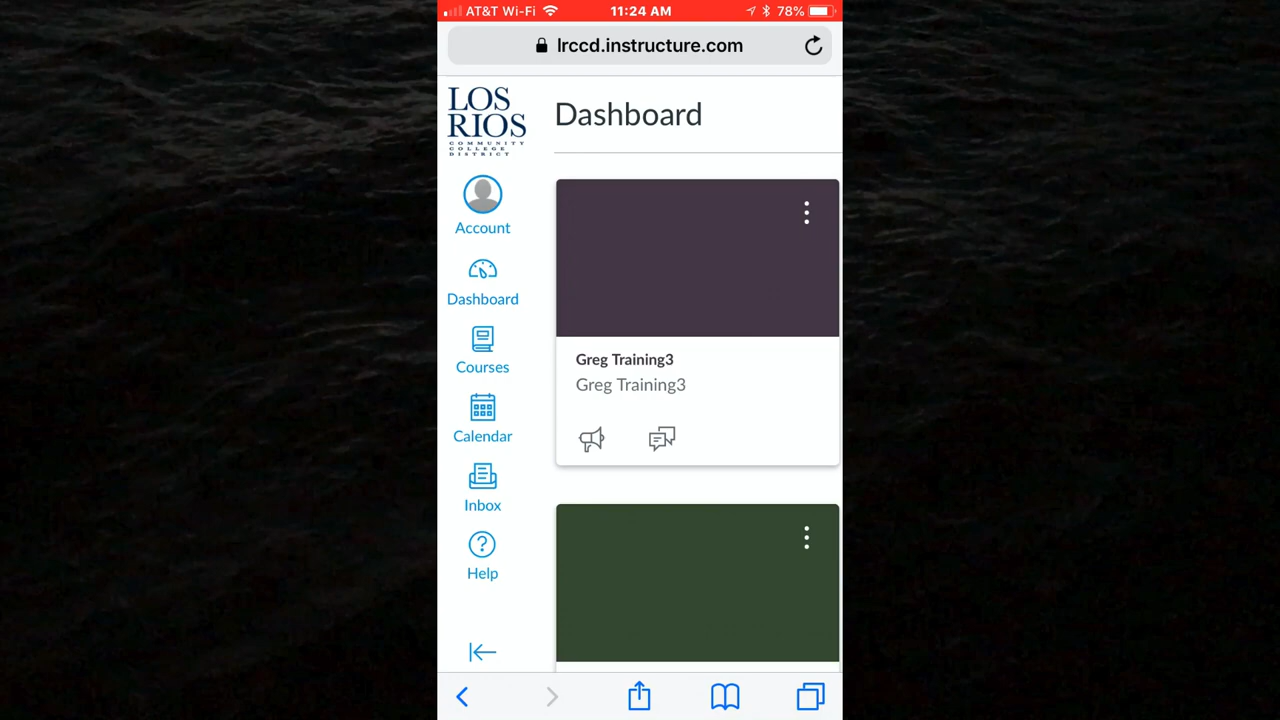 AT&T Wi-Fi 11:24 AM 78%
lrccd.instructure.com
LOS
RIOS
COMMUNITY
COLLEGE
DISTRICT
Dashboard
Account
Dashboard
Courses
Calendar
Inbox
Help
Greg Training3
Greg Training3